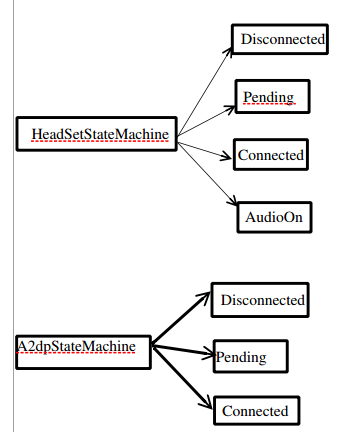 Disconnected
Pending
HeadSetStateMachine
Connected
AudioOn
Disconnected
A2dpStateMachine
Pending
Connected